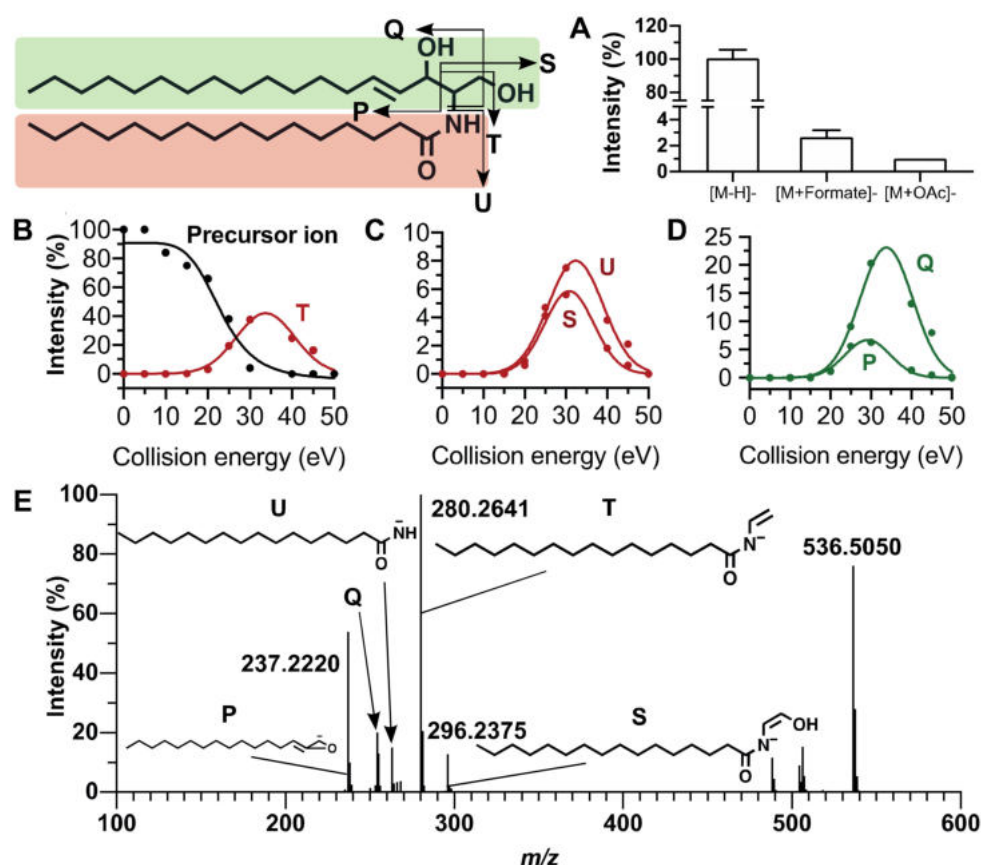 Q
OH
S
OH
P
NH
T
O
U
A
Intensity (%)
100
80
60
4
2
0
[M-H]-
[M+Formate]-
[M+OAc]-
B
Precursor ion
T
Intensity (%)
100
80
60
40
20
0
0 10 20 30 40 50
Collision energy (eV)
C
U
S
10
8
6
4
2
0
0 10 20 30 40 50
Collision energy (eV)
D
Q
P
25
20
15
10
5
0
0 10 20 30 40 50
Collision energy (eV)
E
Intensity (%)
100
80
60
40
20
0
U
NH
O
280.2641
T
N
O
536.5050
Q
237.2220
P
O
296.2375
S
OH
N
O
100 200 300 400 500 600
m/z